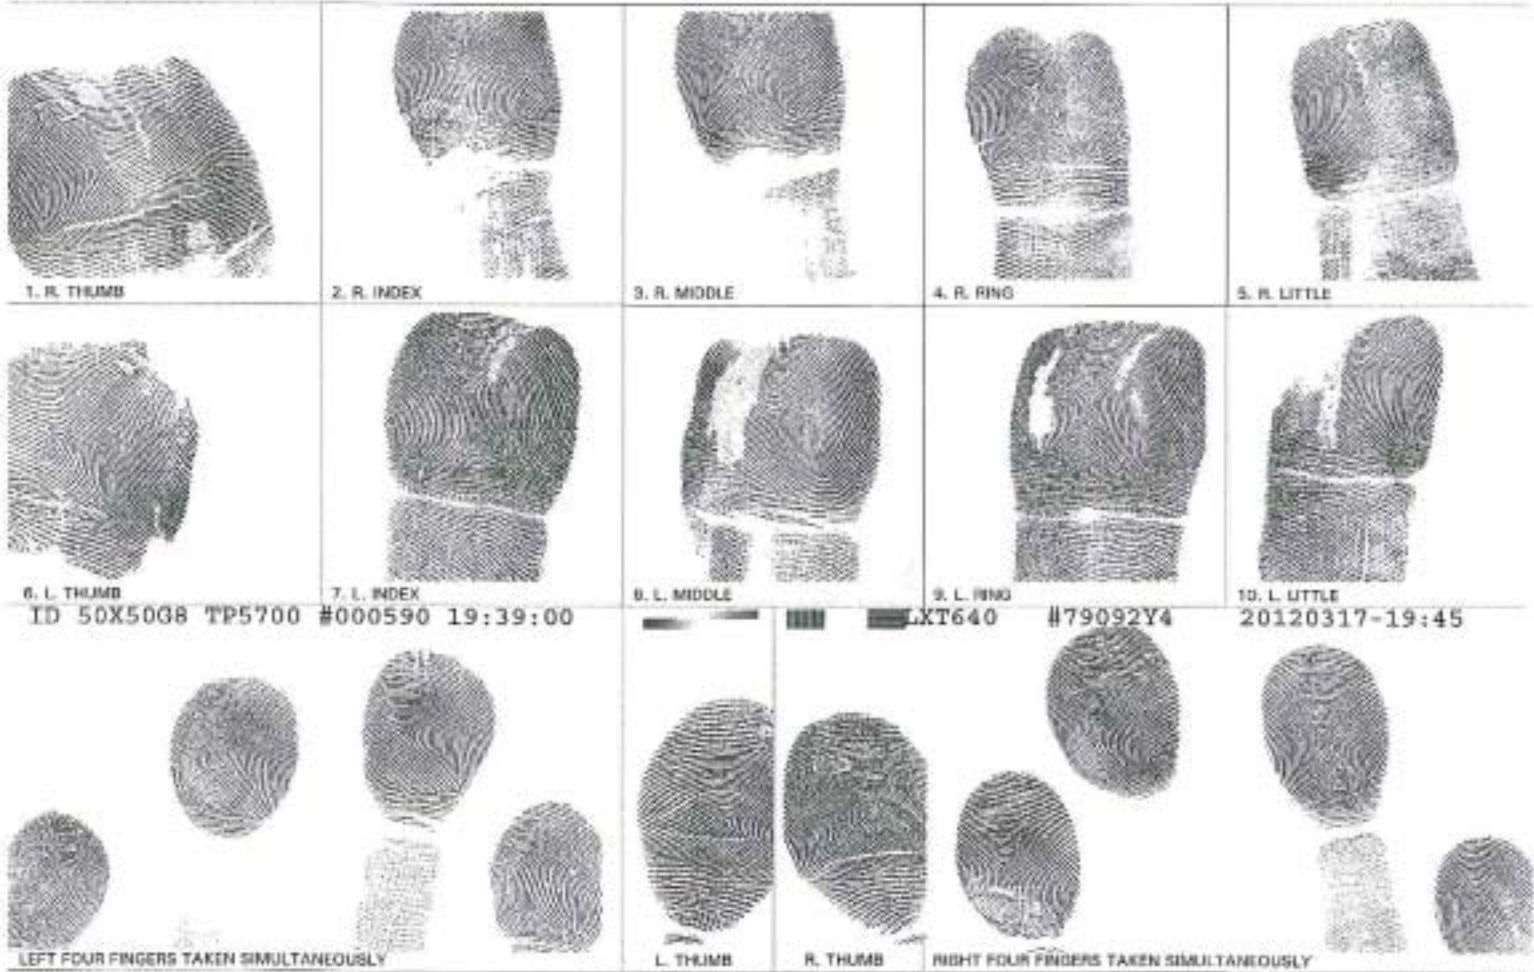 1. R. THUMB 2. R. INDEX 3. R. MIDDLE 4. R. RING 5. R. LITTLE
6. L. THUMB 7. L. INDEX 8. L. MIDDLE 9. L. RING 10. L. LITTLE
ID 50X50G8 TP5700 #000590 19:39:00 LXT640 #79092Y4 20120317-19:45
LEFT FOUR FINGERS TAKEN SIMULTANEOUSLY L. THUMB R. THUMB RIGHT FOUR FINGERS TAKEN SIMULTANEOUSLY